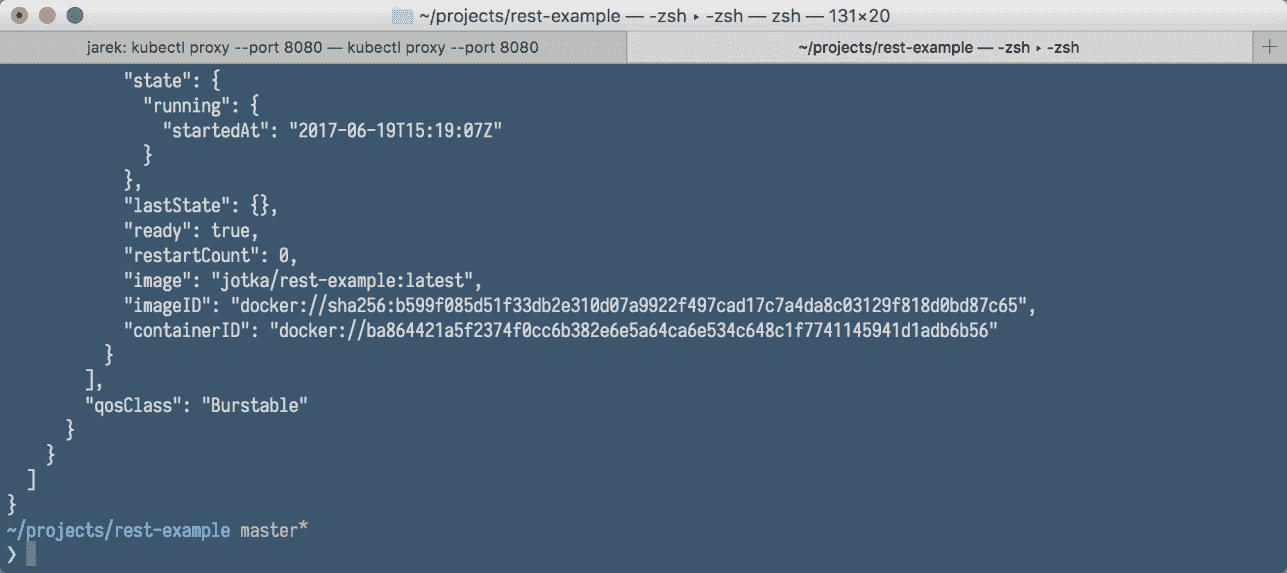 ~/projects/rest-example — -zsh ▸ -zsh — zsh — 131×20
jarek: kubectl proxy --port 8080 — kubectl proxy --port 8080
~/projects/rest-example — -zsh ▸ -zsh
+
"state": {
"running": {
"startedAt": "2017-06-19T15:19:07Z"
}
},
"lastState": {},
"ready": true,
"restartCount": 0,
"image": "jotka/rest-example:latest",
"imageID": "docker://sha256:b599f085d51f33db2e310d07a9922f497cad17c7a4da8c03129f818d0bd87c65",
"containerID": "docker://ba864421a5f2374f0cc6b382e6e5a64ca6e534c648c1f7741145941d1adb6b56"
}
],
"qosClass": "Burstable"
}
}
]
}
~/projects/rest-example master*
❯